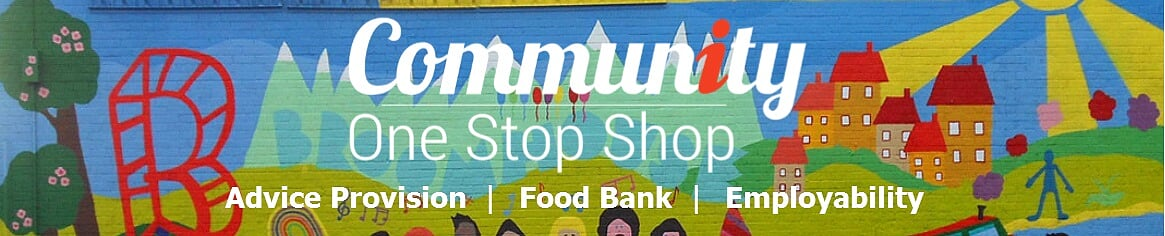 Community
One Stop Shop
Advice Provision | Food Bank | Employability
B